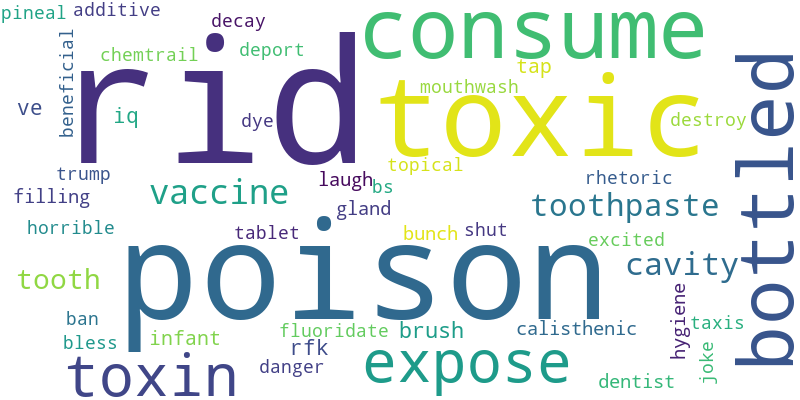 pineal
additive
decay
consume
chemtrail
deport
beneficial
rid
tap
toxic
mouthwash
ve
iq
dye
destroy
bottled
trump
topical
laugh
bs
rhetoric
filling
vaccine
gland
toothpaste
horrible
tablet
bunch
shut
excited
poison
tooth
cavity
ban
infant
fluoridate
brush
calisthenic
hygiene
taxis
bless
rfk
toxin
danger
expose
dentist
joke